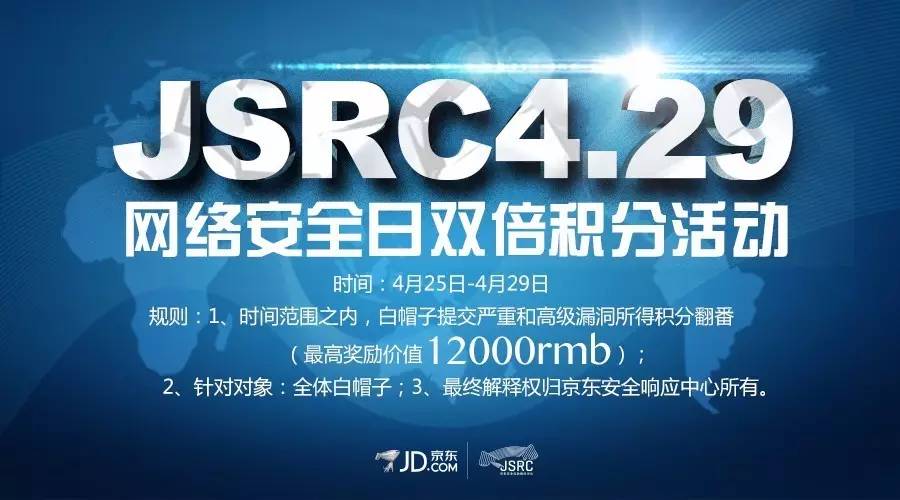 JSRC4.29
网络安全日双倍积分活动
时间：4月25日-4月29日
规则：1、时间范围之内，白帽子提交严重和高级漏洞所得积分翻番
（最高奖励价值12000rmb）；
2、针对对象：全体白帽子；3、最终解释权归京东安全响应中心所有。
JD京东.COM
JSRC